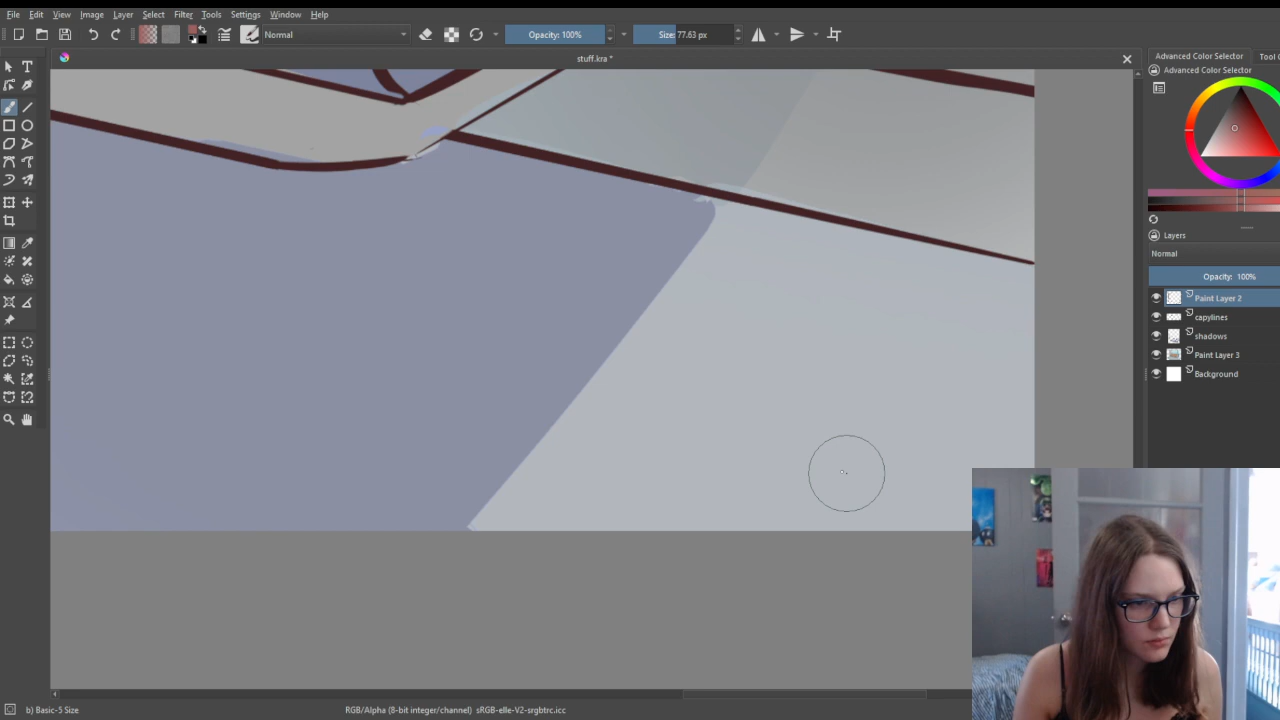 File Edit View Image Layer Select Filter Tools Settings Window Help
Normal
Opacity: 100%
Size: 77.63 px
stuff.kra *
Advanced Color Selector
Tool
Advanced Color Selector
Layers
Normal
Opacity: 100%
Paint Layer 2
capylines
shadows
Paint Layer 3
Background
b) Basic-5 Size
RGB/Alpha (8-bit integer/channel) sRGB-elle-V2-srgbtrc.icc